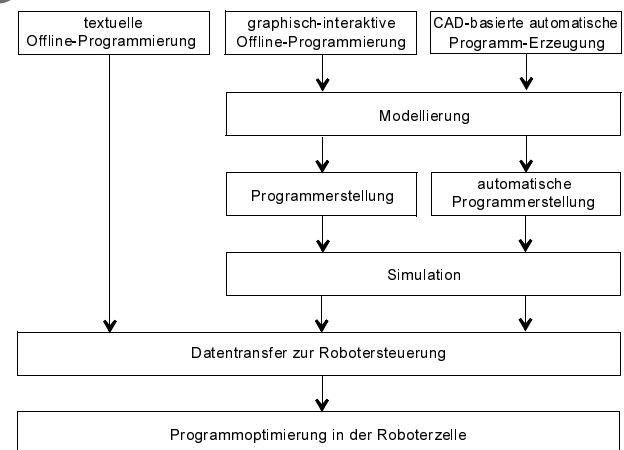 textuelle
Offline-Programmierung
graphisch-interaktive
Offline-Programmierung
CAD-basierte automatische
Programm-Erzeugung
Modellierung
Programmerstellung
automatische
Programmerstellung
Simulation
Datentransfer zur Robotersteuerung
Programmoptimierung in der Roboterzelle